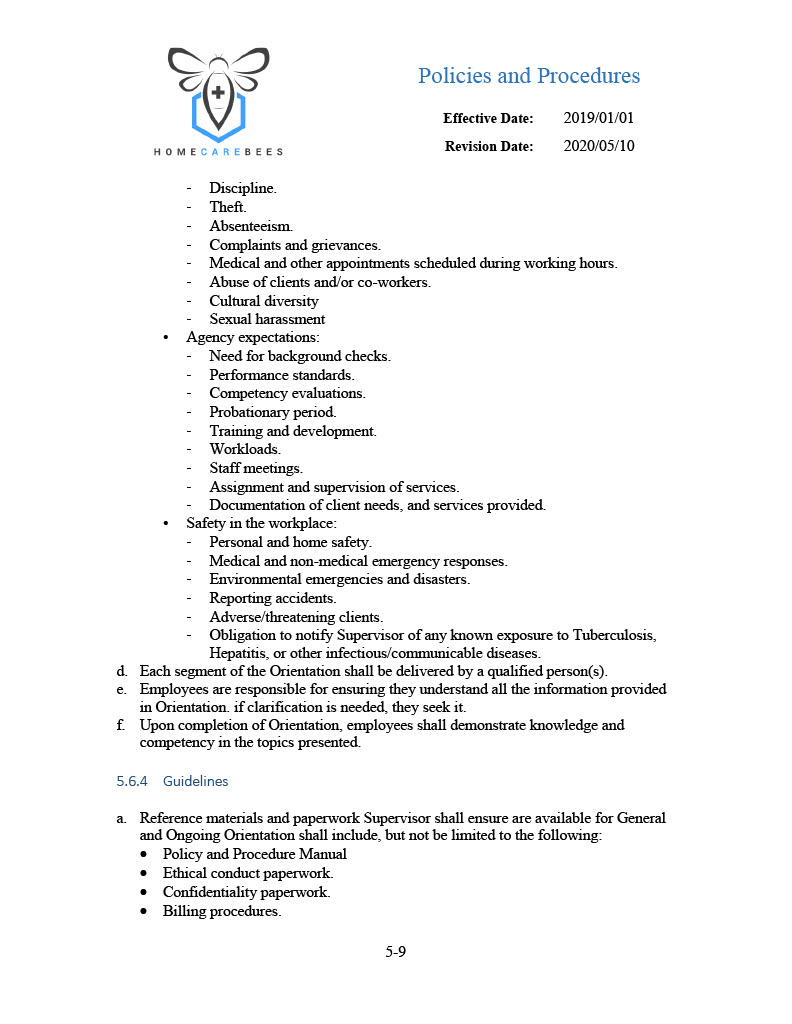 Policies and Procedures
Effective Date: 2019/01/01
Revision Date: 2020/05/10
HOMECAREBEES
- Discipline.
- Theft.
- Absenteeism.
- Complaints and grievances.
- Medical and other appointments scheduled during working hours.
- Abuse of clients and/or co-workers.
- Cultural diversity
- Sexual harassment
• Agency expectations:
- Need for background checks.
- Performance standards.
- Competency evaluations.
- Probationary period.
- Training and development.
- Workloads.
- Staff meetings.
- Assignment and supervision of services.
- Documentation of client needs, and services provided.
• Safety in the workplace:
- Personal and home safety.
- Medical and non-medical emergency responses.
- Environmental emergencies and disasters.
- Reporting accidents.
- Adverse/threatening clients.
- Obligation to notify Supervisor of any known exposure to Tuberculosis,
Hepatitis, or other infectious/communicable diseases.
d. Each segment of the Orientation shall be delivered by a qualified person(s).
e. Employees are responsible for ensuring they understand all the information provided
in Orientation. if clarification is needed, they seek it.
f. Upon completion of Orientation, employees shall demonstrate knowledge and
competency in the topics presented.
5.6.4 Guidelines
a. Reference materials and paperwork Supervisor shall ensure are available for General
and Ongoing Orientation shall include, but not be limited to the following:
• Policy and Procedure Manual
• Ethical conduct paperwork.
• Confidentiality paperwork.
• Billing procedures.
5-9